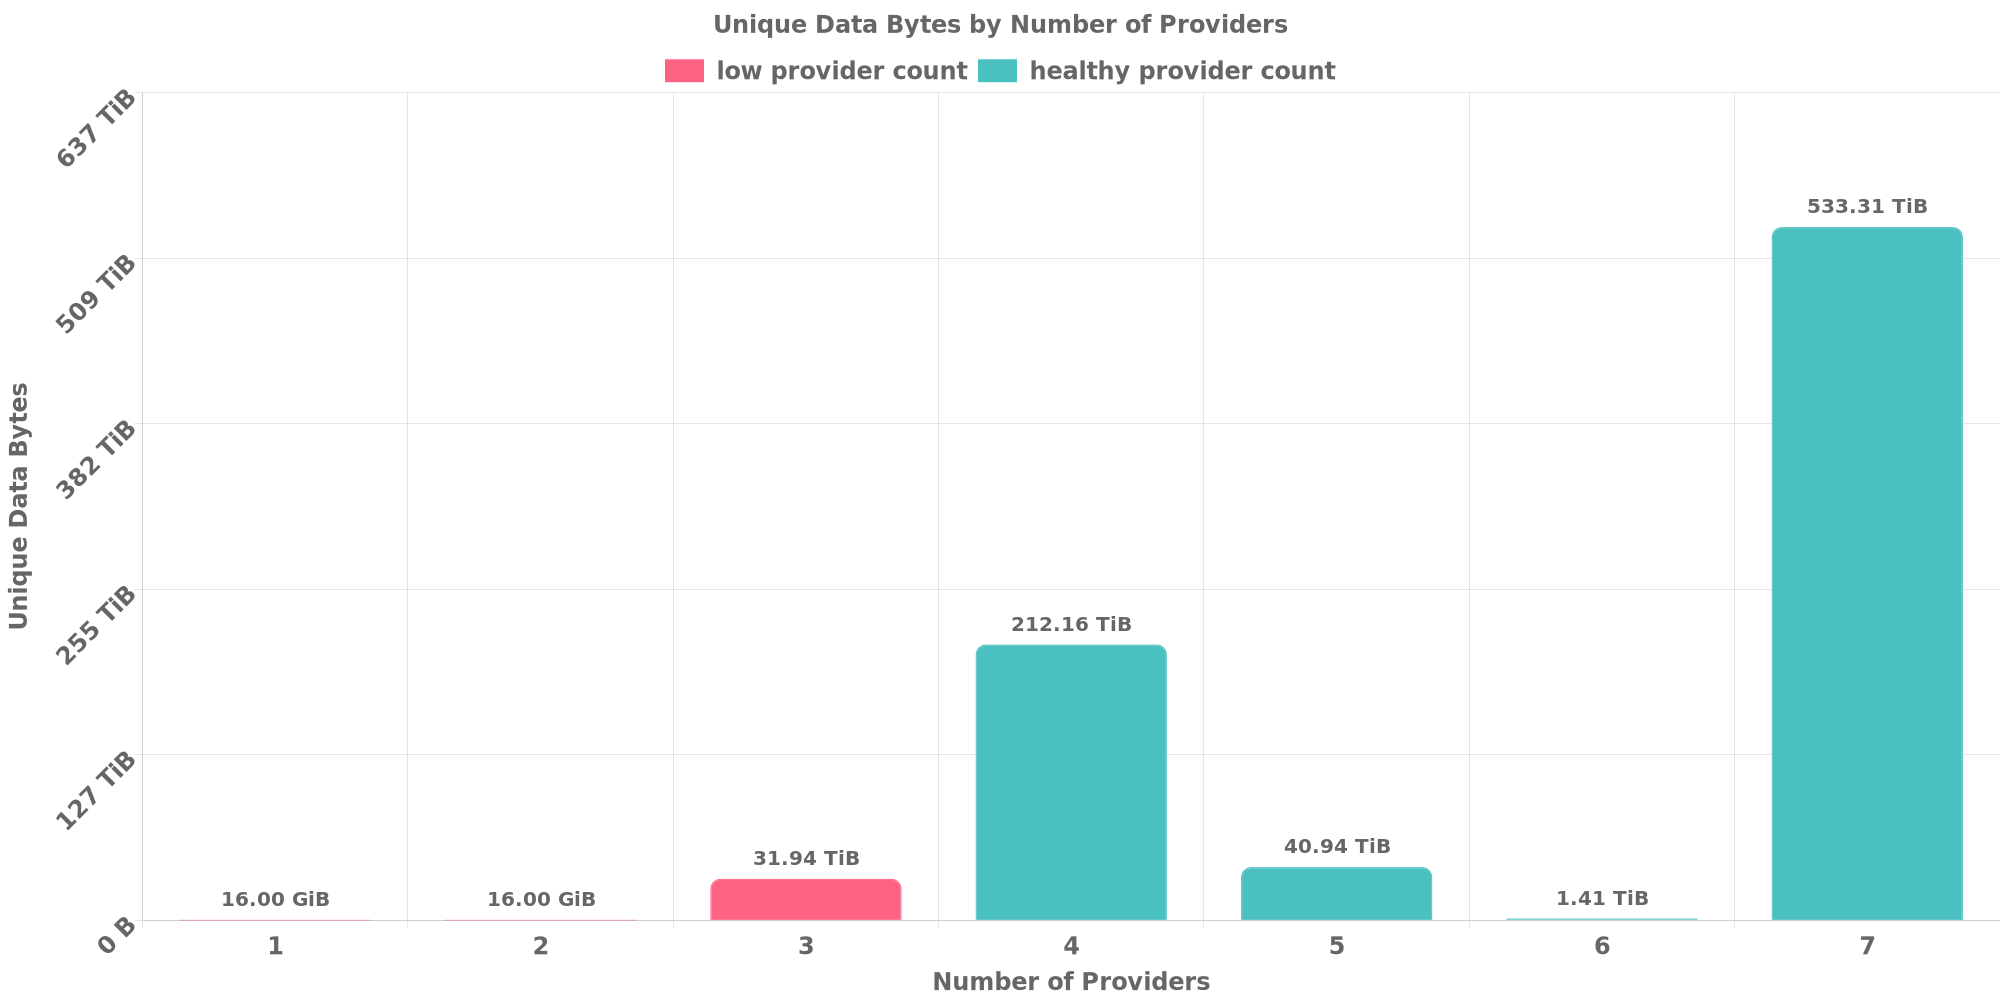 Unique Data Bytes by Number of Providers
low provider count healthy provider count
637 TiB
509 TiB
382 TiB
255 TiB
127 TiB
0 B
Unique Data Bytes
16.00 GiB
16.00 GiB
31.94 TiB
212.16 TiB
40.94 TiB
1.41 TiB
533.31 TiB
1 2 3 4 5 6 7
Number of Providers